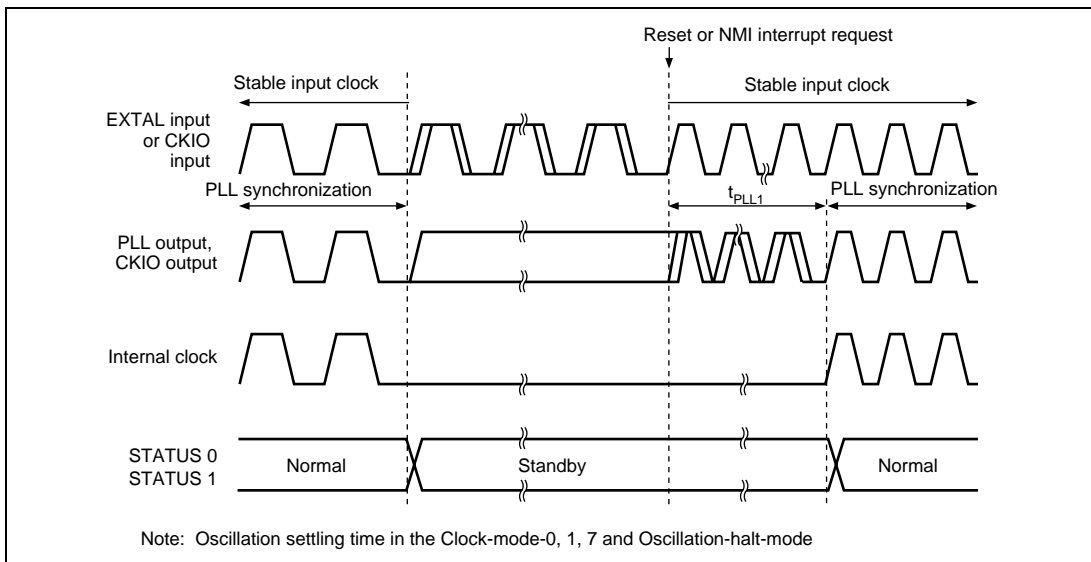 Reset or NMI interrupt request
Stable input clock
Stable input clock
EXTAL input
or CKIO
input
PLL synchronization
tPLL1
PLL synchronization
PLL output,
CKIO output
Internal clock
STATUS 0
STATUS 1
Normal
Standby
Normal
Note: Oscillation settling time in the Clock-mode-0, 1, 7 and Oscillation-halt-mode